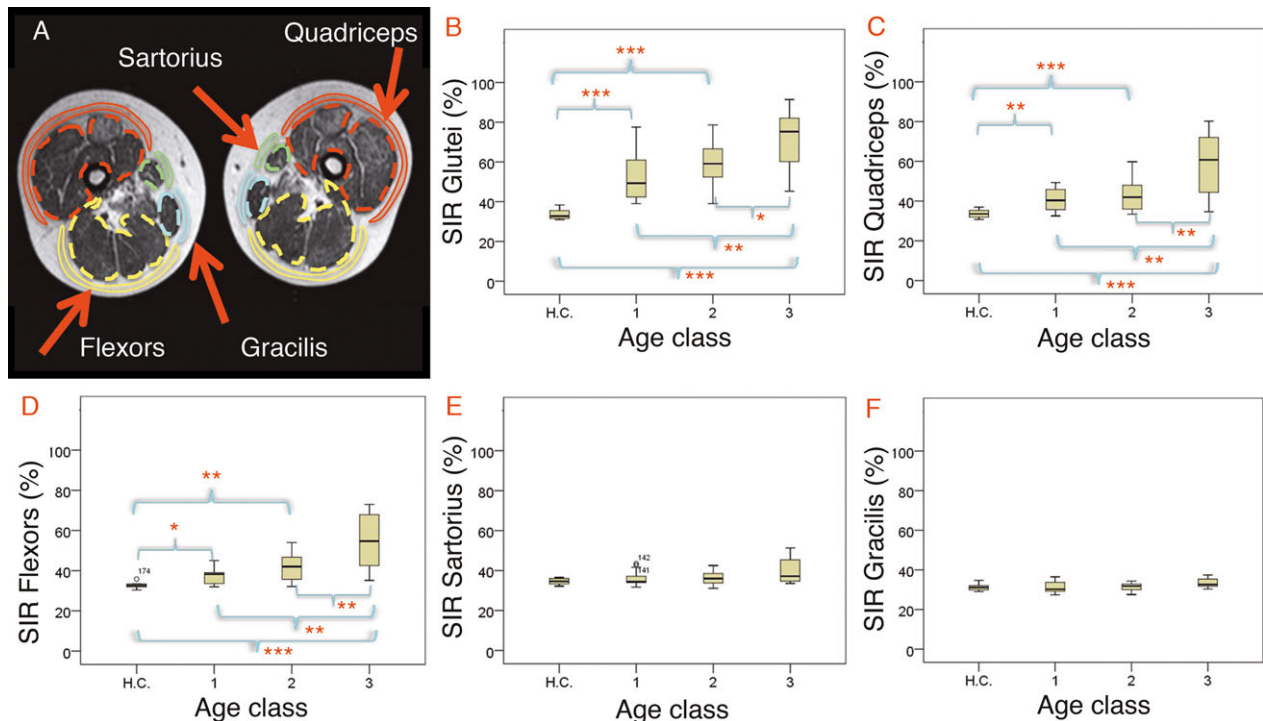 A
Sartorius
Quadriceps
Flexors
Gracilis
B
SIR Glutei (%)
100
80
60
40
20
0
***
***
*
**
***
H.C.
1
2
3
Age class
C
SIR Quadriceps (%)
100
80
60
40
20
0
***
**
**
**
***
H.C.
1
2
3
Age class
D
SIR Flexors (%)
100
80
60
40
20
0
**
*
174
**
**
***
H.C.
1
2
3
Age class
E
SIR Sartorius (%)
100
80
60
40
20
0
142
141
H.C.
1
2
3
Age class
F
SIR Gracilis (%)
100
80
60
40
20
0
H.C.
1
2
3
Age class